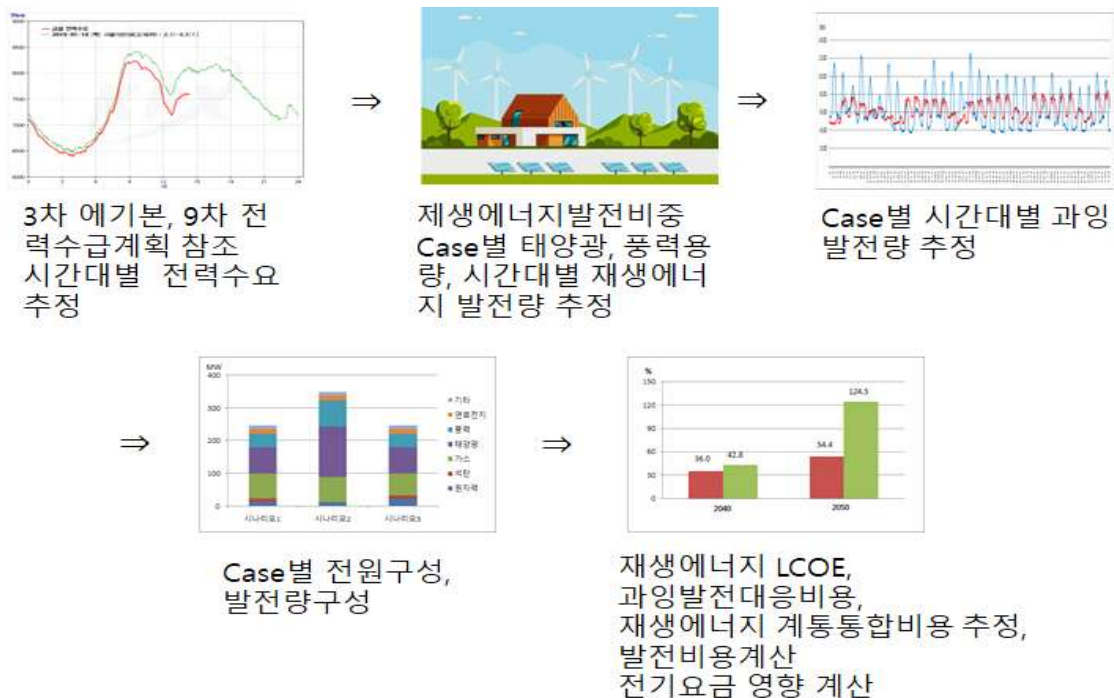 ⇒
⇒
3차 에기본, 9차 전
력수급계획 참조
시간대별 전력수요
추정
제생에너지발전비중
Case별 태양광, 풍력용
량, 시간대별 재생에너
지 발전량 추정
Case별 시간대별 과잉
발전량 추정
⇒
MW
400
300
200
100
0
시나리오1
시나리오2
시나리오3
기타
연료전지
풍력
태양광
가스
석탄
원자력
⇒
%
150
120
90
60
30
0
36.0
42.8
54.4
124.5
2040
2050
Case별 전원구성,
발전량구성
재생에너지 LCOE,
과잉발전대응비용,
재생에너지 계통통합비용 추정,
발전비용계산
전기요금 영향 계산